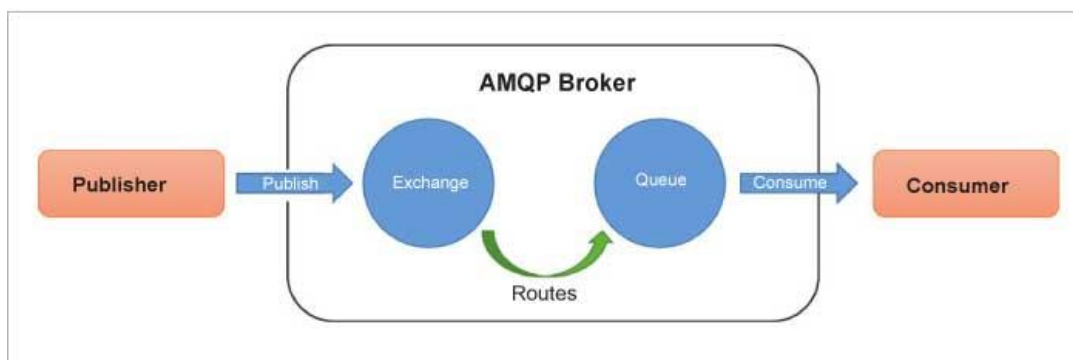 AMQP Broker
Publisher
Publish
Exchange
Queue
Consume
Consumer
Routes